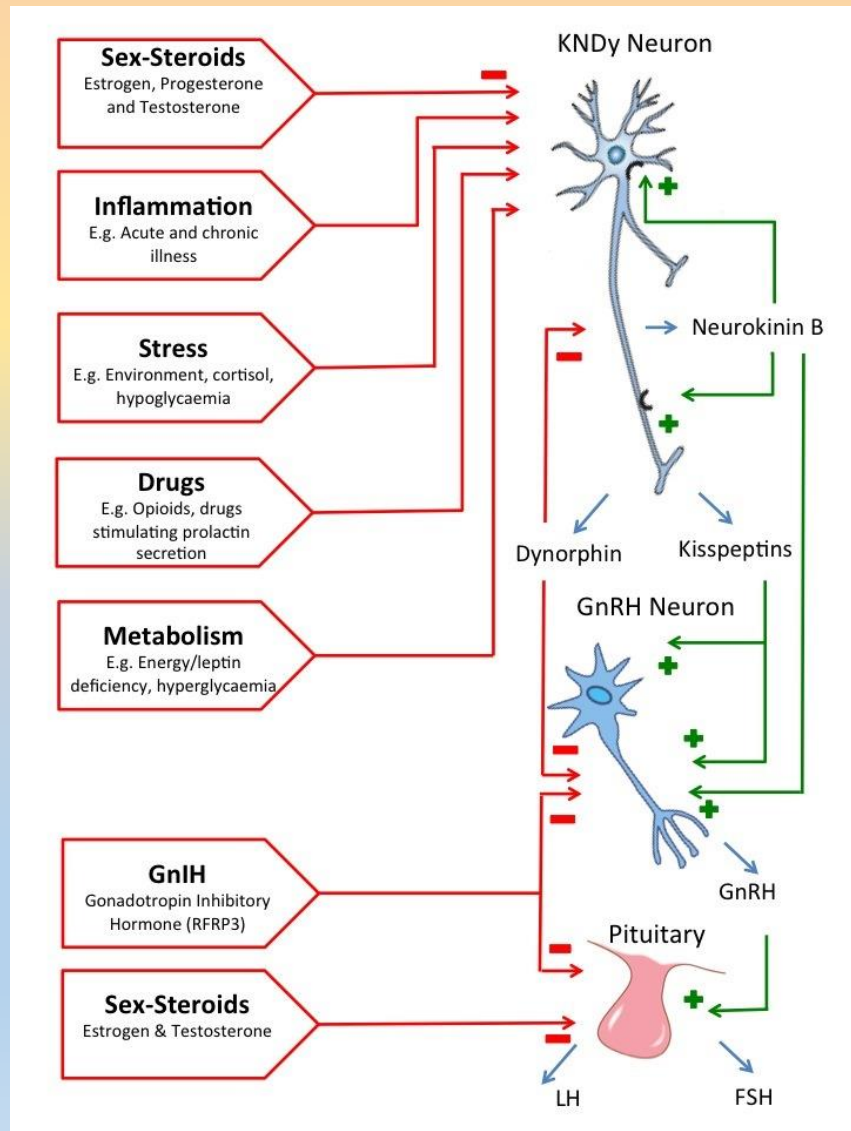 KNDy Neuron
Sex-Steroids
Estrogen, Progesterone
and Testosterone
Inflammation
E.g. Acute and chronic
illness
Stress
E.g. Environment, cortisol,
hypoglycaemia
Drugs
E.g. Opioids, drugs
stimulating prolactin
secretion
Metabolism
E.g. Energy/leptin
deficiency, hyperglycaemia
GnIH
Gonadotropin Inhibitory
Hormone (RFRP3)
Sex-Steroids
Estrogen & Testosterone
Neurokinin B
Dynorphin
Kisspeptins
GnRH Neuron
GnRH
Pituitary
LH
FSH